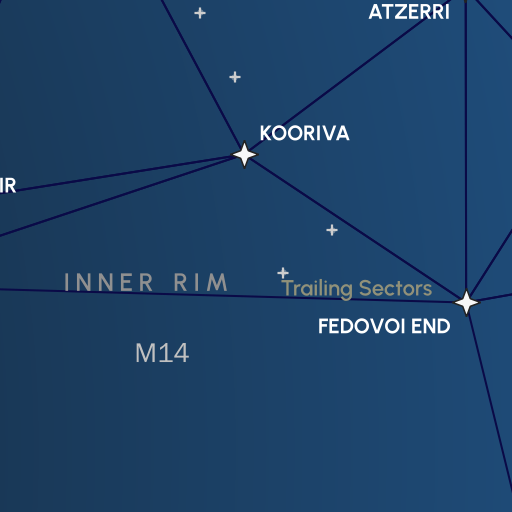 ATZERRI
KOORIVA
IR
INNER RIM
Trailing Sectors
FEDOVOI END
M14